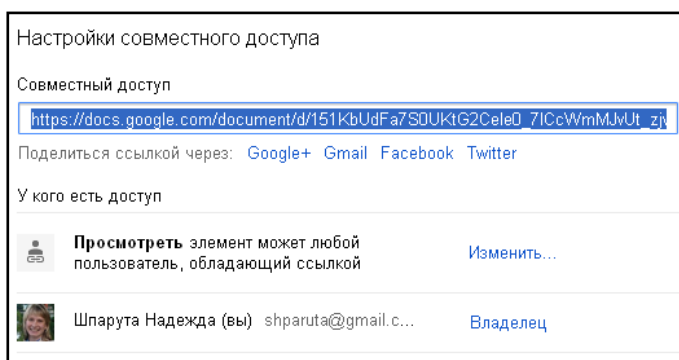 Настройки совместного доступа
Совместный доступ
https://docs.google.com/document/d/151KbUdFa7S0UKtG2Cele0_7ICcWmMJvUt_zjv
Поделиться ссылкой через: Google+ Gmail Facebook Twitter
У кого есть доступ
Просмотреть элемент может любой
пользователь, обладающий ссылкой
Изменить...
Шпарута Надежда (вы) shparuta@gmail.c...
Владелец